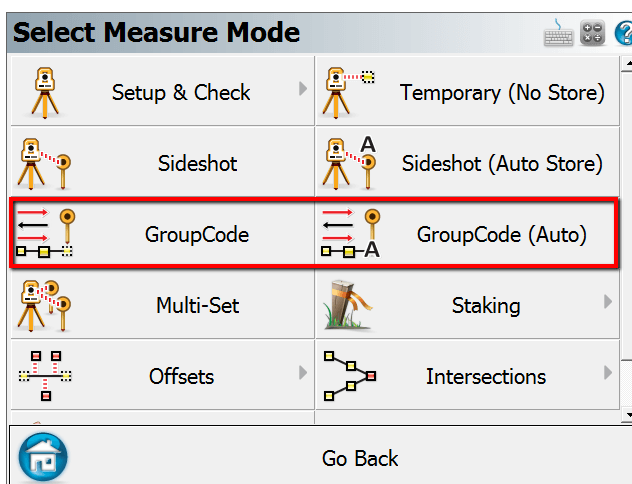 Select Measure Mode
Setup & Check
Temporary (No Store)
Sideshot
A
Sideshot (Auto Store)
GroupCode
A
GroupCode (Auto)
Multi-Set
Staking
Offsets
Intersections
Go Back